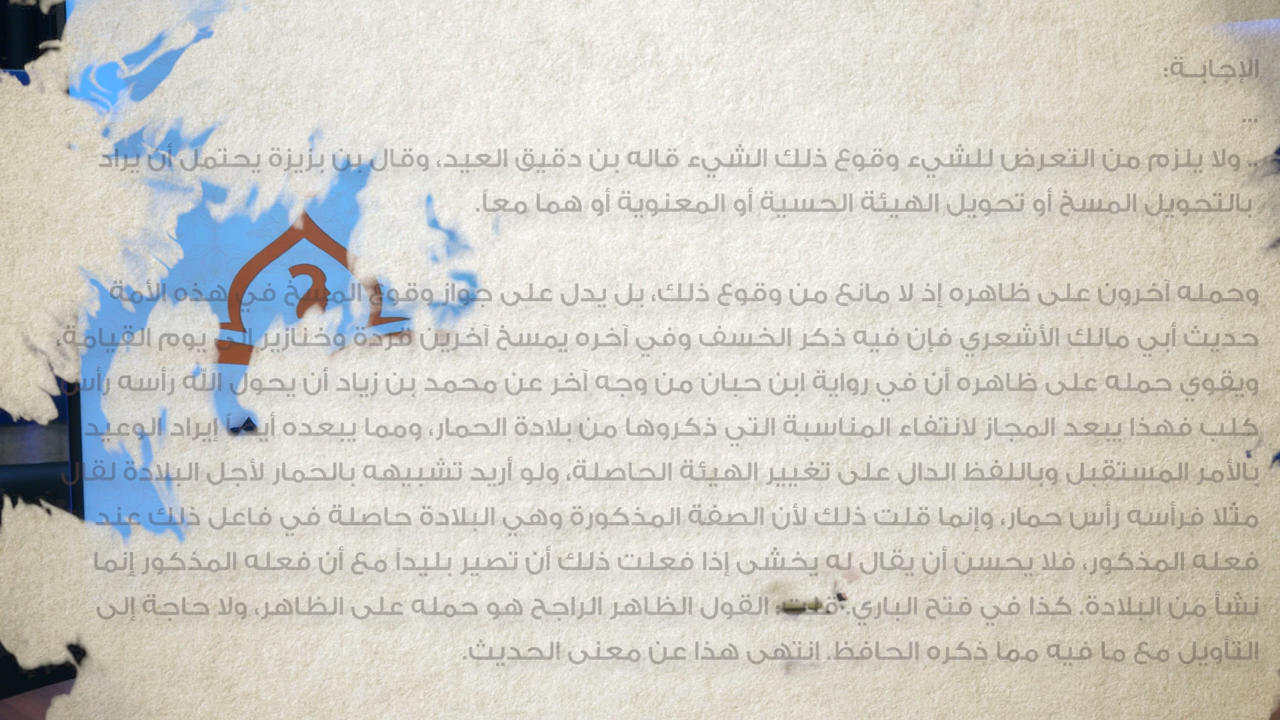 الإجابــة:
...
.. ولا يلزم من التعرض للشيء وقوع ذلك الشيء قاله بن دقيق العيد، وقال بن بزيزة يحتمل أن يراد
بالتحويل المسخ أو تحويل الهيئة الحسية أو المعنوية أو هما معاً.
وحمله آخرون على ظاهره إذ لا مانع من وقوع ذلك، بل يدل على جواز وقوع المسخ في هذه الأمة
حديث أبي مالك الأشعري فإن فيه ذكر الخسف وفي آخره يمسخ آخرين قردة وخنازير إلى يوم القيامة.
ويقوي حمله على ظاهره أن في رواية ابن حبان من وجه آخر عن محمد بن زياد أن يحول الله رأسه رأس
كلب فهذا يبعد المجاز لانتفاء المناسبة التي ذكروها من بلادة الحمار، ومما يبعده أيضاً إيراد الوعيد
بالأمر المستقبل وباللفظ الدال على تغيير الهيئة الحاصلة، ولو أريد تشبيهه بالحمار لأجل البلادة لقال
مثلا فرأسه رأس حمار، وإنما قلت ذلك لأن الصفة المذكورة وهي البلادة حاصلة في فاعل ذلك عند
فعله المذكور، فلا يحسن أن يقال له يخشى إذا فعلت ذلك أن تصير بليداً مع أن فعله المذكور إنما
نشأ من البلادة. كذا في فتح الباري. القول الظاهر الراجح هو حمله على الظاهر، ولا حاجة إلى
التأويل مع ما فيه مما ذكره الحافظ. انتهى هذا عن معنى الحديث.